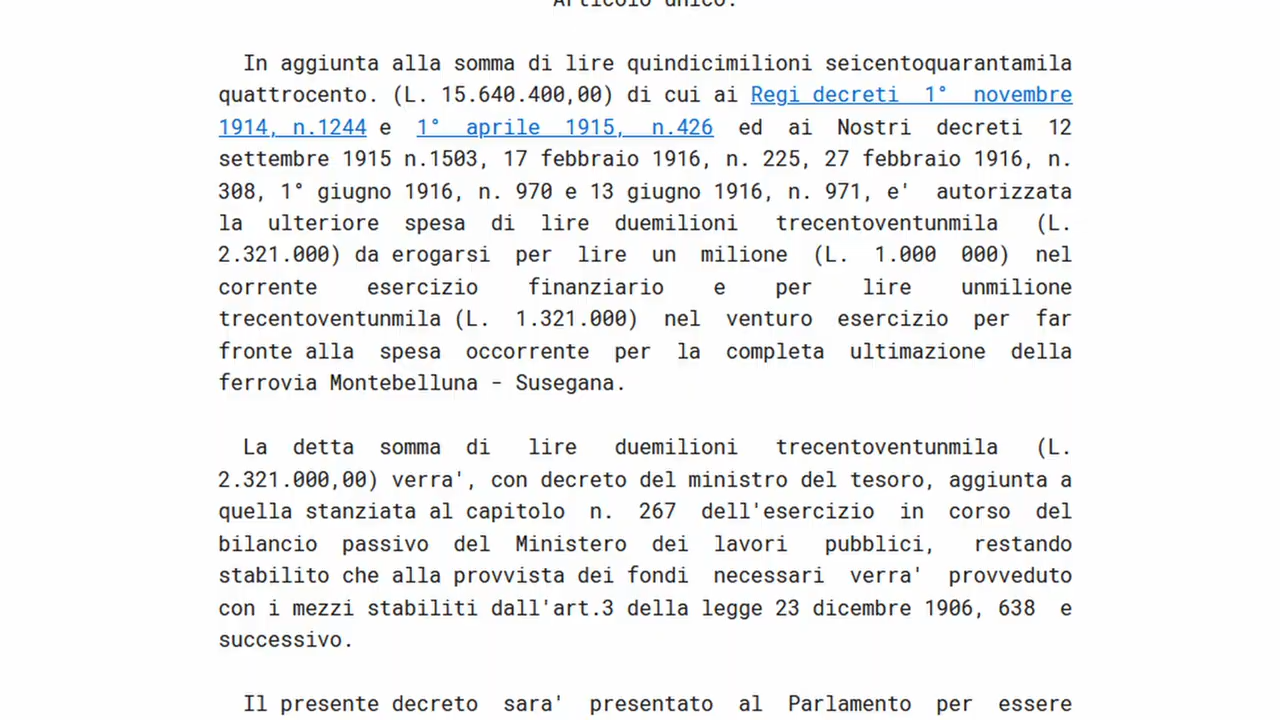 Articolo unico.
In aggiunta alla somma di lire quindicimilioni seicentoquarantamila
quattrocento. (L. 15.640.400,00) di cui ai Regi decreti 1° novembre
1914, n.1244 e 1° aprile 1915, n.426 ed ai Nostri decreti 12
settembre 1915 n.1503, 17 febbraio 1916, n. 225, 27 febbraio 1916, n.
308, 1° giugno 1916, n. 970 e 13 giugno 1916, n. 971, e' autorizzata
la ulteriore spesa di lire duemilioni trecentoventunmila (L.
2.321.000) da erogarsi per lire un milione (L. 1.000 000) nel
corrente esercizio finanziario e per lire unmilione
trecentoventunmila (L. 1.321.000) nel venturo esercizio per far
fronte alla spesa occorrente per la completa ultimazione della
ferrovia Montebelluna - Susegana.
La detta somma di lire duemilioni trecentoventunmila (L.
2.321.000,00) verra', con decreto del ministro del tesoro, aggiunta a
quella stanziata al capitolo n. 267 dell'esercizio in corso del
bilancio passivo del Ministero dei lavori pubblici, restando
stabilito che alla provvista dei fondi necessari verra' provveduto
con i mezzi stabiliti dall'art.3 della legge 23 dicembre 1906, 638 e
successivo.
Il presente decreto sara' presentato al Parlamento per essere